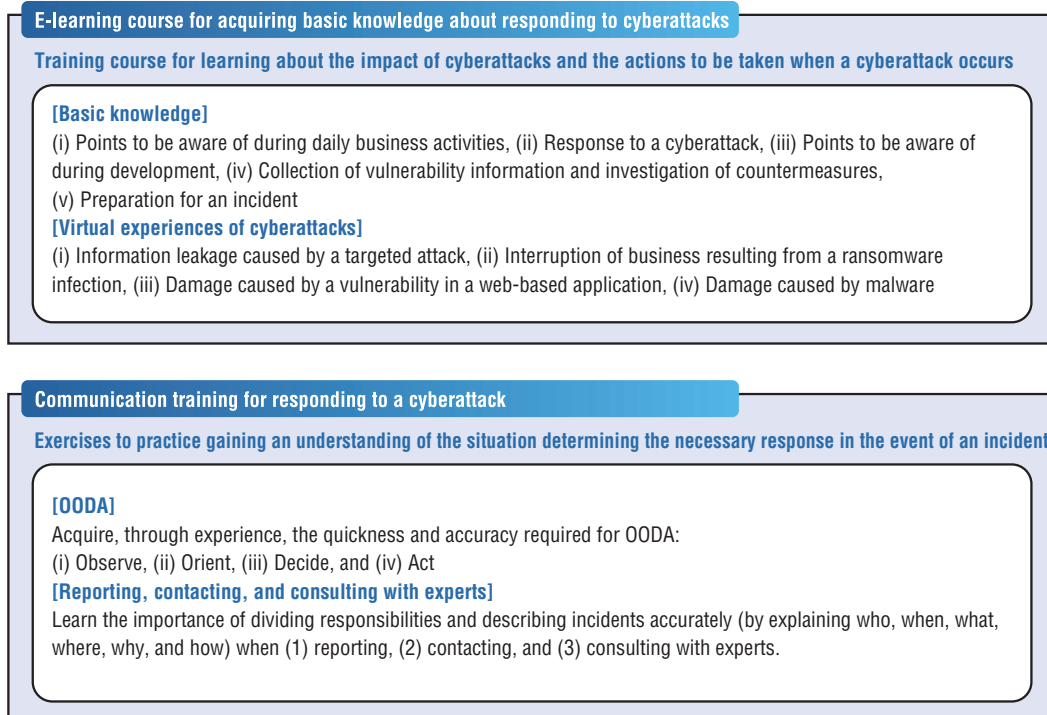 E-learning course for acquiring basic knowledge about responding to cyberattacks
Training course for learning about the impact of cyberattacks and the actions to be taken when a cyberattack occurs
[Basic knowledge]
(i) Points to be aware of during daily business activities, (ii) Response to a cyberattack, (iii) Points to be aware of
during development, (iv) Collection of vulnerability information and investigation of countermeasures,
(v) Preparation for an incident
[Virtual experiences of cyberattacks]
(i) Information leakage caused by a targeted attack, (ii) Interruption of business resulting from a ransomware
infection, (iii) Damage caused by a vulnerability in a web-based application, (iv) Damage caused by malware
Communication training for responding to a cyberattack
Exercises to practice gaining an understanding of the situation determining the necessary response in the event of an incident
[OODA]
Acquire, through experience, the quickness and accuracy required for OODA:
(i) Observe, (ii) Orient, (iii) Decide, and (iv) Act
[Reporting, contacting, and consulting with experts]
Learn the importance of dividing responsibilities and describing incidents accurately (by explaining who, when, what,
where, why, and how) when (1) reporting, (2) contacting, and (3) consulting with experts.